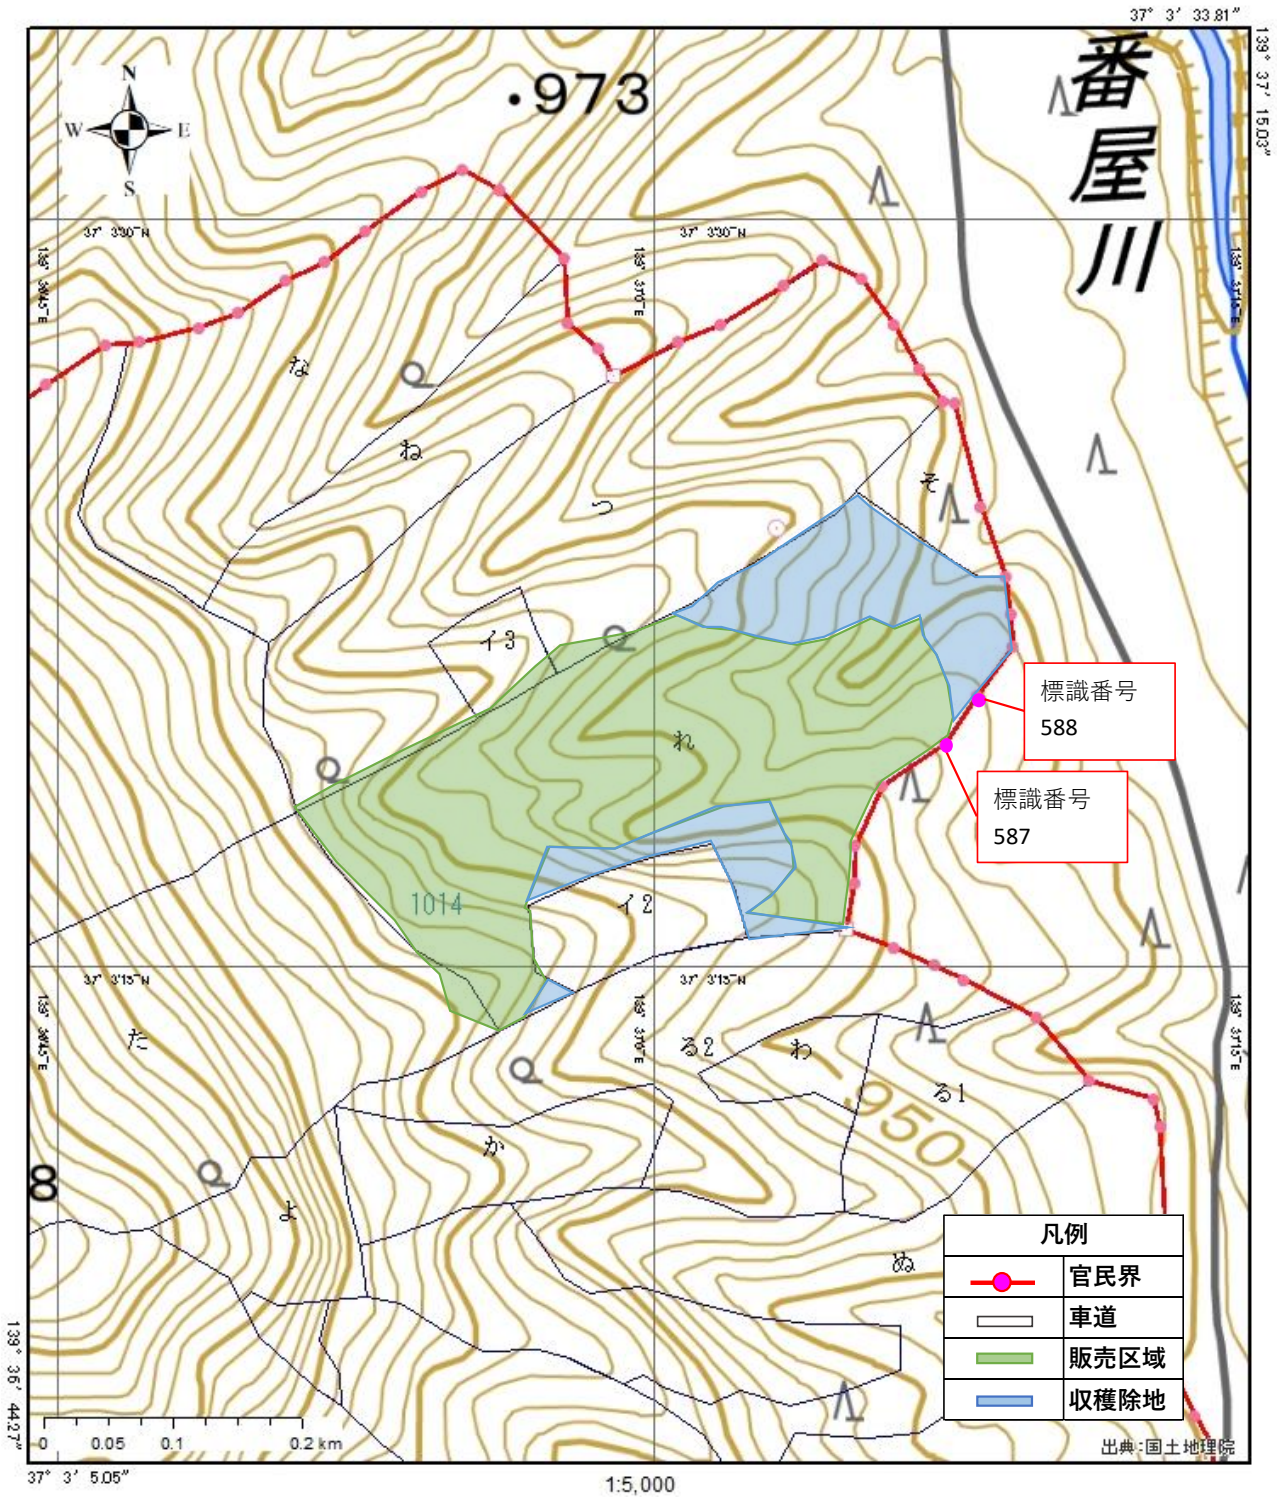 37° 3' 33.81"
139° 37' 15.03"
番屋川
・973
N
W E
S
37° 3'30"N
37° 3'30"N
139° 36'45"E
139° 37'0"E
139° 37'15"E
な
ね
そ
つ
イ3
標識番号
588
れ
標識番号
587
1014
イ2
37° 3'15"N
37° 3'15"N
139° 36'45"E
139° 37'0"E
139° 37'15"E
た
る2
わ
る1
950
か
8
よ
ぬ
凡例
官民界
車道
販売区域
収穫除地
139° 36' 44.27"
0 0.05 0.1 0.2 km
出典:国土地理院
37° 3' 5.05"
1:5,000